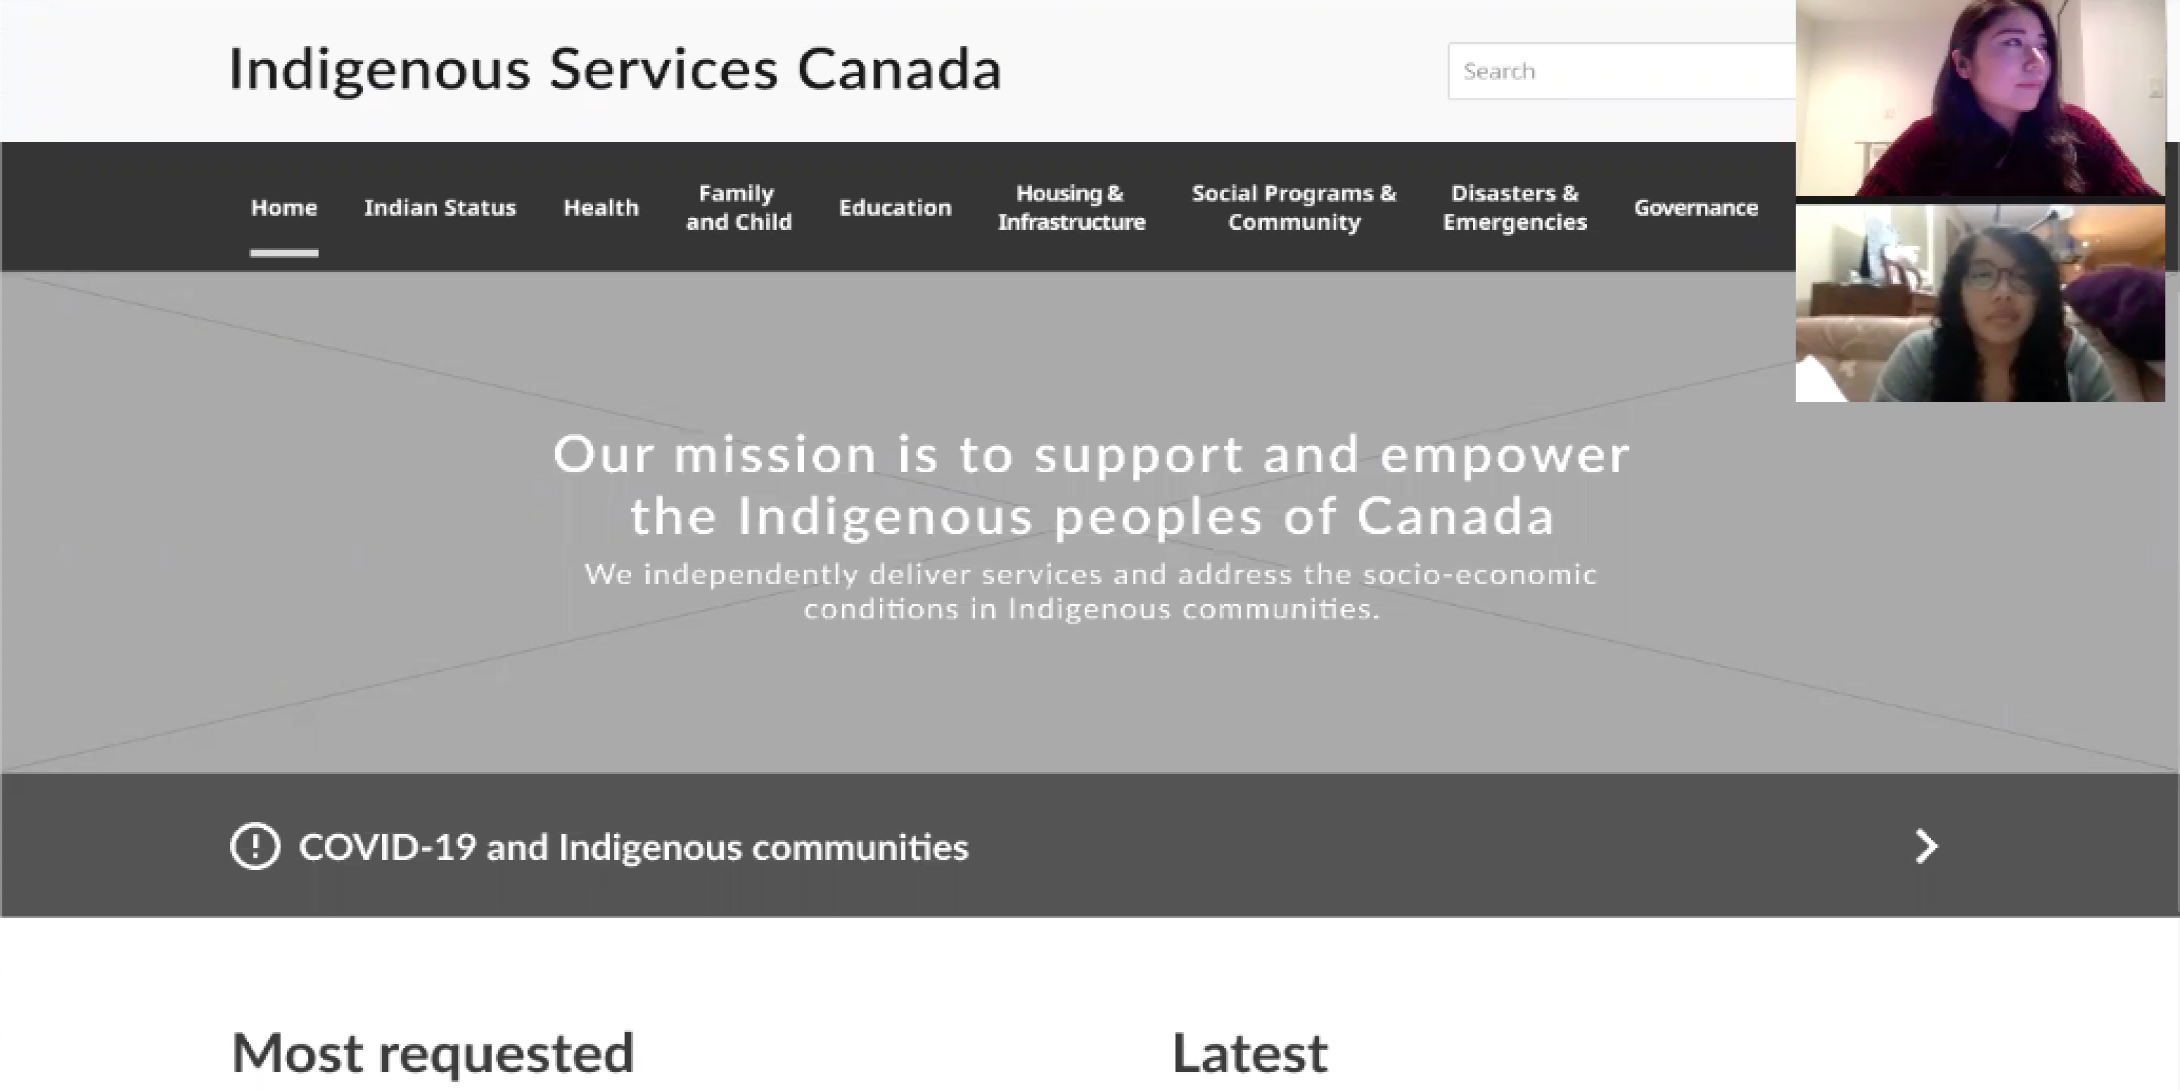 Indigenous Services Canada
Search
Home
Indian Status
Health
Family
and Child
Education
Housing &
Infrastructure
Social Programs &
Community
Disasters &
Emergencies
Governance
Our mission is to support and empower
the Indigenous peoples of Canada
We independently deliver services and address the socio-economic
conditions in Indigenous communities.
COVID-19 and Indigenous communities
Most requested
Latest